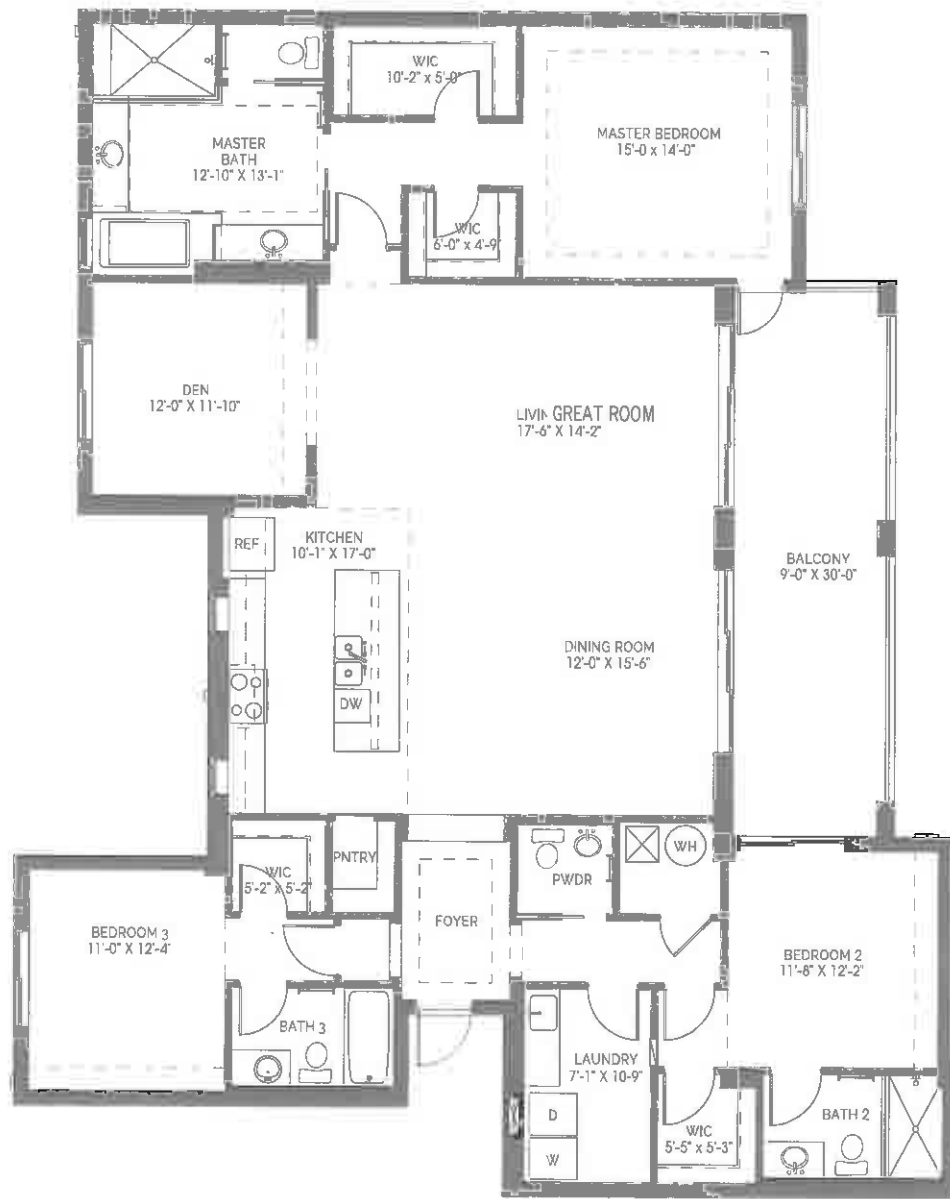 WIC
10'-2" x 5'-0"
MASTER BEDROOM
15'-0 x 14'-0"
MASTER
BATH
12'-10" X 13'-1"
WIC
6'-0" x 4'-9"
DEN
12'-0" X 11'-10"
LIVIN GREAT ROOM
17'-6" X 14'-2"
REF
KITCHEN
10'-1" X 17'-0"
BALCONY
9'-0" X 30'-0"
DINING ROOM
12'-0" X 15'-6"
DW
WIC
5'-2" x 5'-2"
PNTRY
PWDR
WH
FOYER
BEDROOM 3
11'-0" X 12'-4"
BEDROOM 2
11'-8" X 12'-2"
BATH 3
LAUNDRY
7'-1" X 10-9"
D
W
WIC
5'-5" x 5'-3"
BATH 2